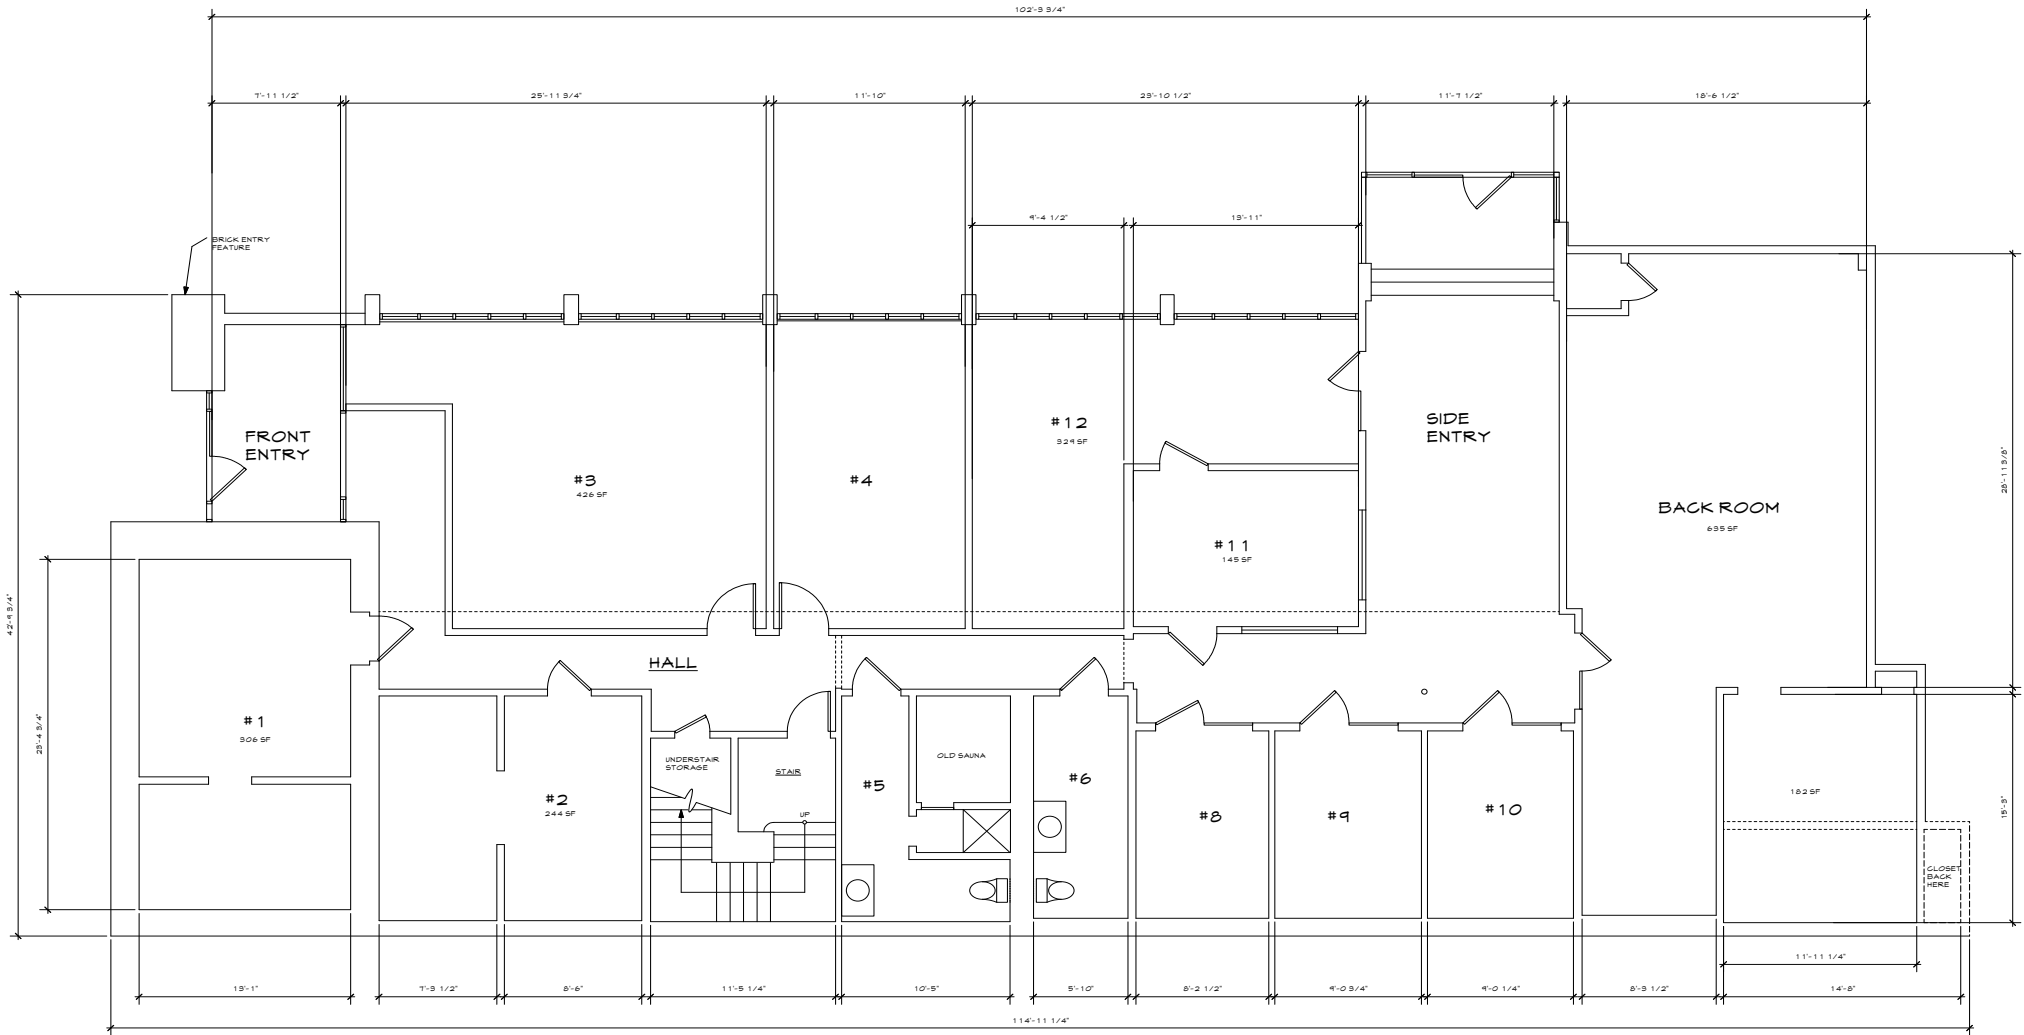 102'-3 3/4"
7'-11 1/2"
25'-11 3/4"
11'-10"
23'-10 1/2"
11'-7 1/2"
18'-6 1/2"
9'-4 1/2"
13'-11"
BRICK ENTRY
FEATURE
FRONT
ENTRY
#3
426 SF
#4
#12
329 SF
SIDE
ENTRY
#11
145 SF
BACK ROOM
635 SF
28'-11 3/8"
42'-9 3/4"
23'-4 3/4"
HALL
#1
306 SF
#2
244 SF
UNDERSTAIR
STORAGE
STAIR
UP
#5
OLD SAUNA
#6
#8
#9
#10
182 SF
15'-3"
CLOSET
BACK
HERE
11'-11 1/4"
13'-1"
7'-3 1/2"
8'-6"
11'-5 1/4"
10'-5"
5'-10"
8'-2 1/2"
9'-0 3/4"
9'-0 1/4"
8'-3 1/2"
14'-8"
114'-11 1/4"